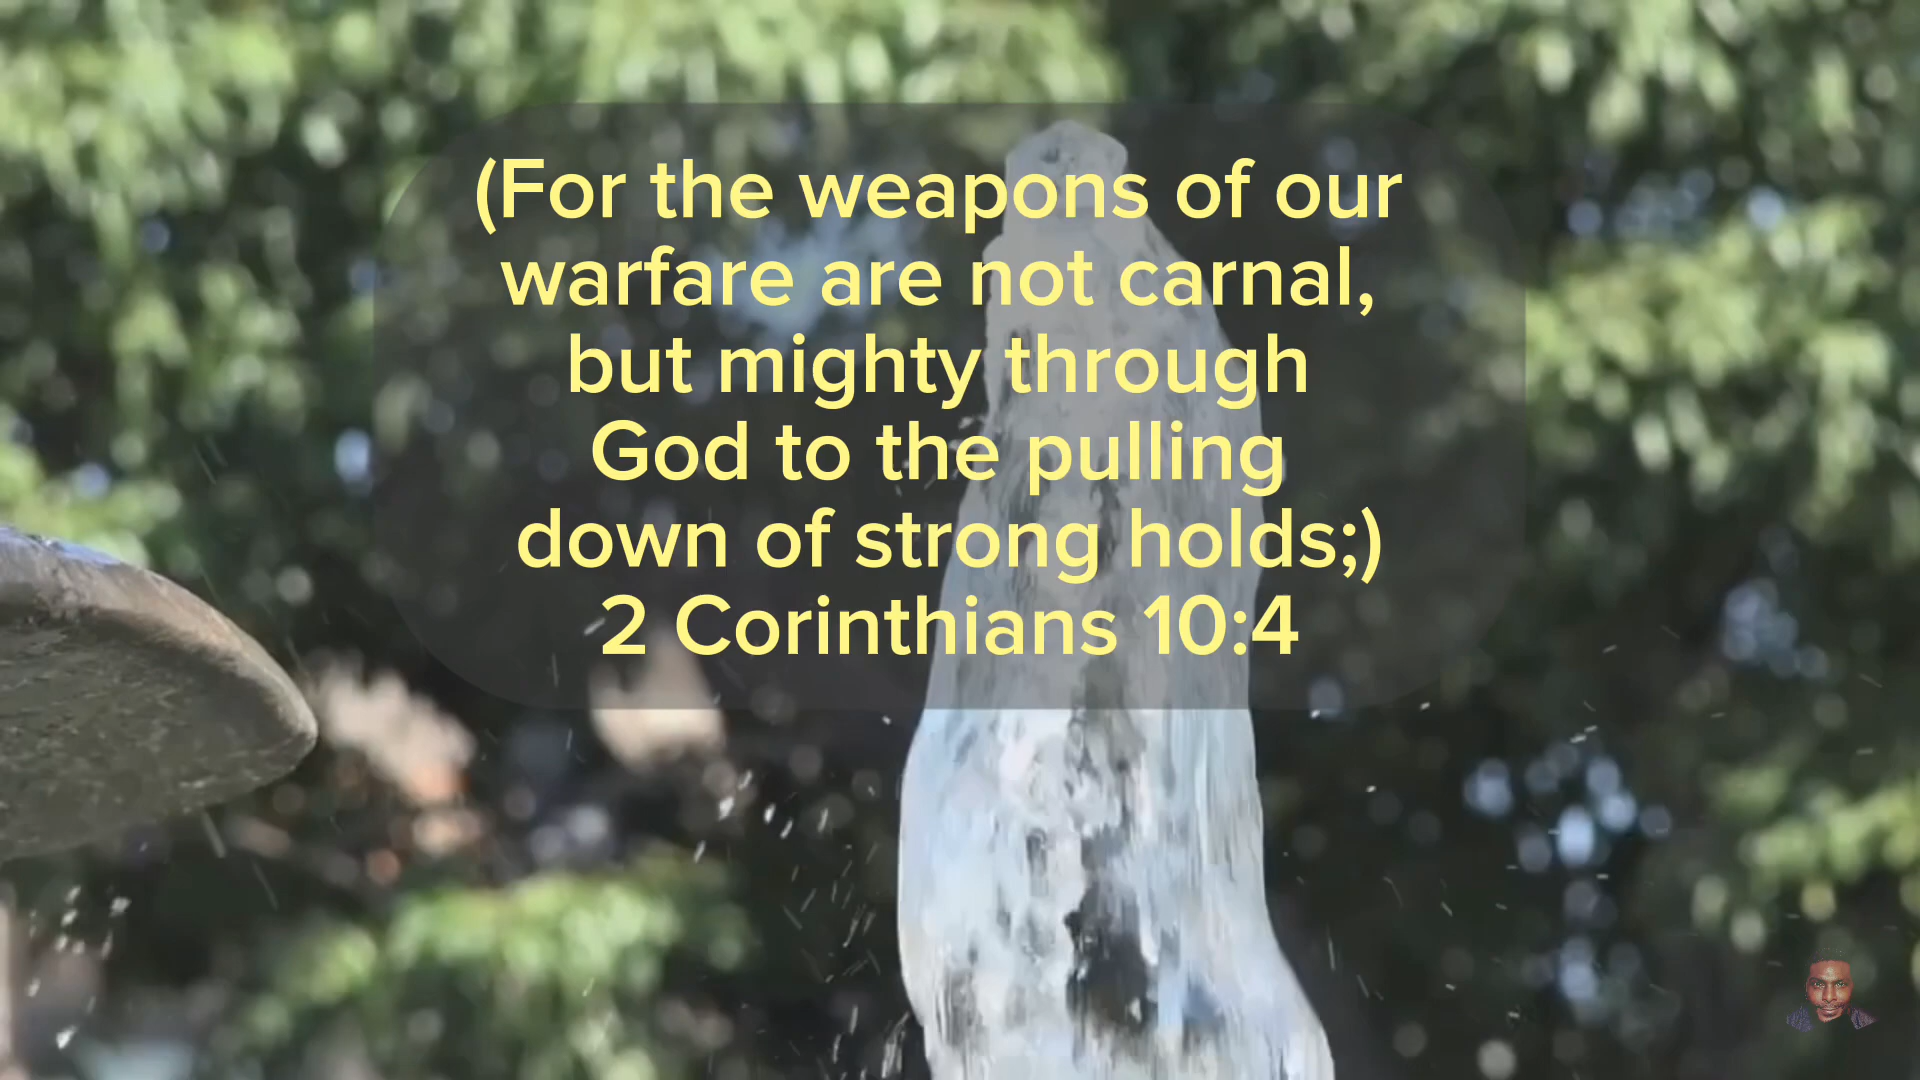 (For the weapons of our
warfare are not carnal,
but mighty through
God to the pulling
down of strong holds;)
2 Corinthians 10:4